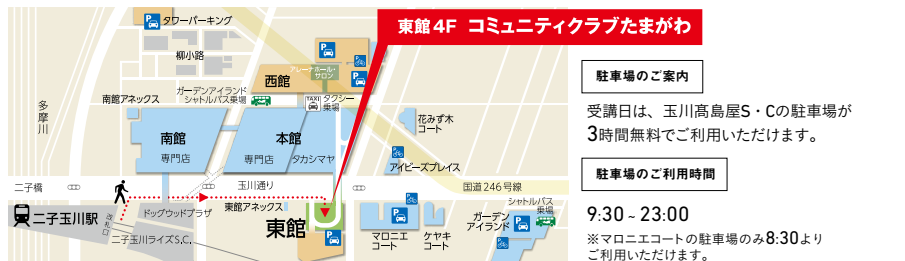 タワーパーキング
東館4F コミュニティクラブたまがわ
柳小路
アレーナホール・
サロン
西館
ガーデンアイランド
シャトルバス乗場
南館アネックス
TAXI
タクシー
乗場
多摩川
花みず木
コート
南館
専門店
本館
専門店
タカシマヤ
アイビーズプレイス
二子橋
玉川通り
国道246号線
二子玉川駅
改札口
ドッグウッドプラザ
東館アネックス
東館
二子玉川ライズS.C.
マロニエ
コート
ケヤキ
コート
ガーデン
アイランド
シャトルバス
乗場
P
P
P
P
P
P
駐車場のご案内
受講日は、玉川髙島屋S・Cの駐車場が
3時間無料でご利用いただけます。
駐車場のご利用時間
9:30~23:00
※マロニエコートの駐車場のみ8:30より
ご利用いただけます。